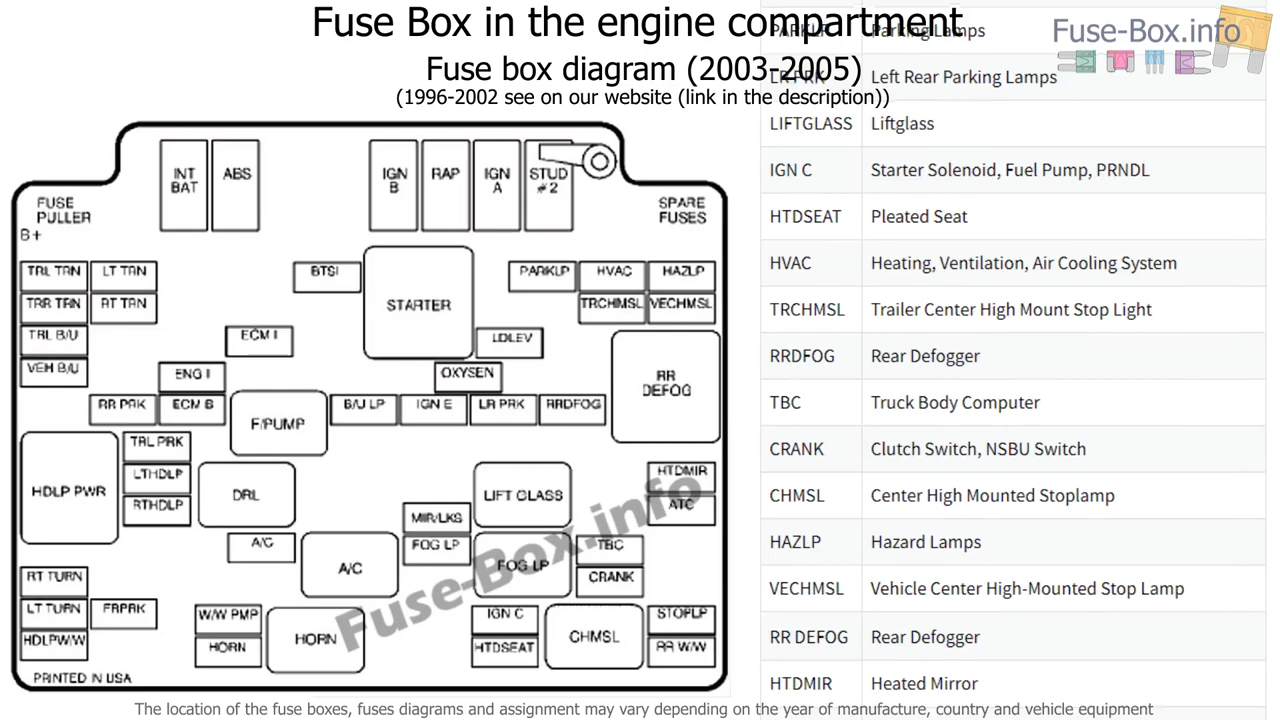 Fuse Box in the engine compartment
Fuse box diagram (2003-2005)
(1996-2002 see on our website (link in the description))
Fuse-Box.info
INT BAT
ABS
IGN B
RAP
IGN A
STUD #2
FUSE PULLER
B+
SPARE FUSES
TRL TRN
LT TRN
BTSI
STARTER
PARKLP
HVAC
HAZLP
TRR TRN
RT TRN
TRCHMSL
VECHMSL
TRL B/U
ECM I
LDLEV
VEH B/U
ENG I
OXYSEN
RR DEFOG
RR PRK
ECM B
F/PUMP
B/U LP
IGN E
LR PRK
RRDFOG
TRL PRK
HDLP PWR
LTHDLP
DRL
LIFT GLASS
HTDMIR
RTHDLP
MIR/LKS
ATC
A/C
A/C
FOG LP
FOG LP
TBC
CRANK
RT TURN
LT TURN
FRPRK
W/W PMP
HORN
IGN C
CHMSL
STOPLP
HDLPW/W
HORN
HTDSEAT
RR W/W
PRINTED IN USA
Fuse-Box.info
PARKLP Parking Lamps
LR PRK Left Rear Parking Lamps
LIFTGLASS Liftglass
IGN C Starter Solenoid, Fuel Pump, PRNDL
HTDSEAT Pleated Seat
HVAC Heating, Ventilation, Air Cooling System
TRCHMSL Trailer Center High Mount Stop Light
RRDFOG Rear Defogger
TBC Truck Body Computer
CRANK Clutch Switch, NSBU Switch
CHMSL Center High Mounted Stoplamp
HAZLP Hazard Lamps
VECHMSL Vehicle Center High-Mounted Stop Lamp
RR DEFOG Rear Defogger
HTDMIR Heated Mirror
The location of the fuse boxes, fuses diagrams and assignment may vary depending on the year of manufacture, country and vehicle equipment